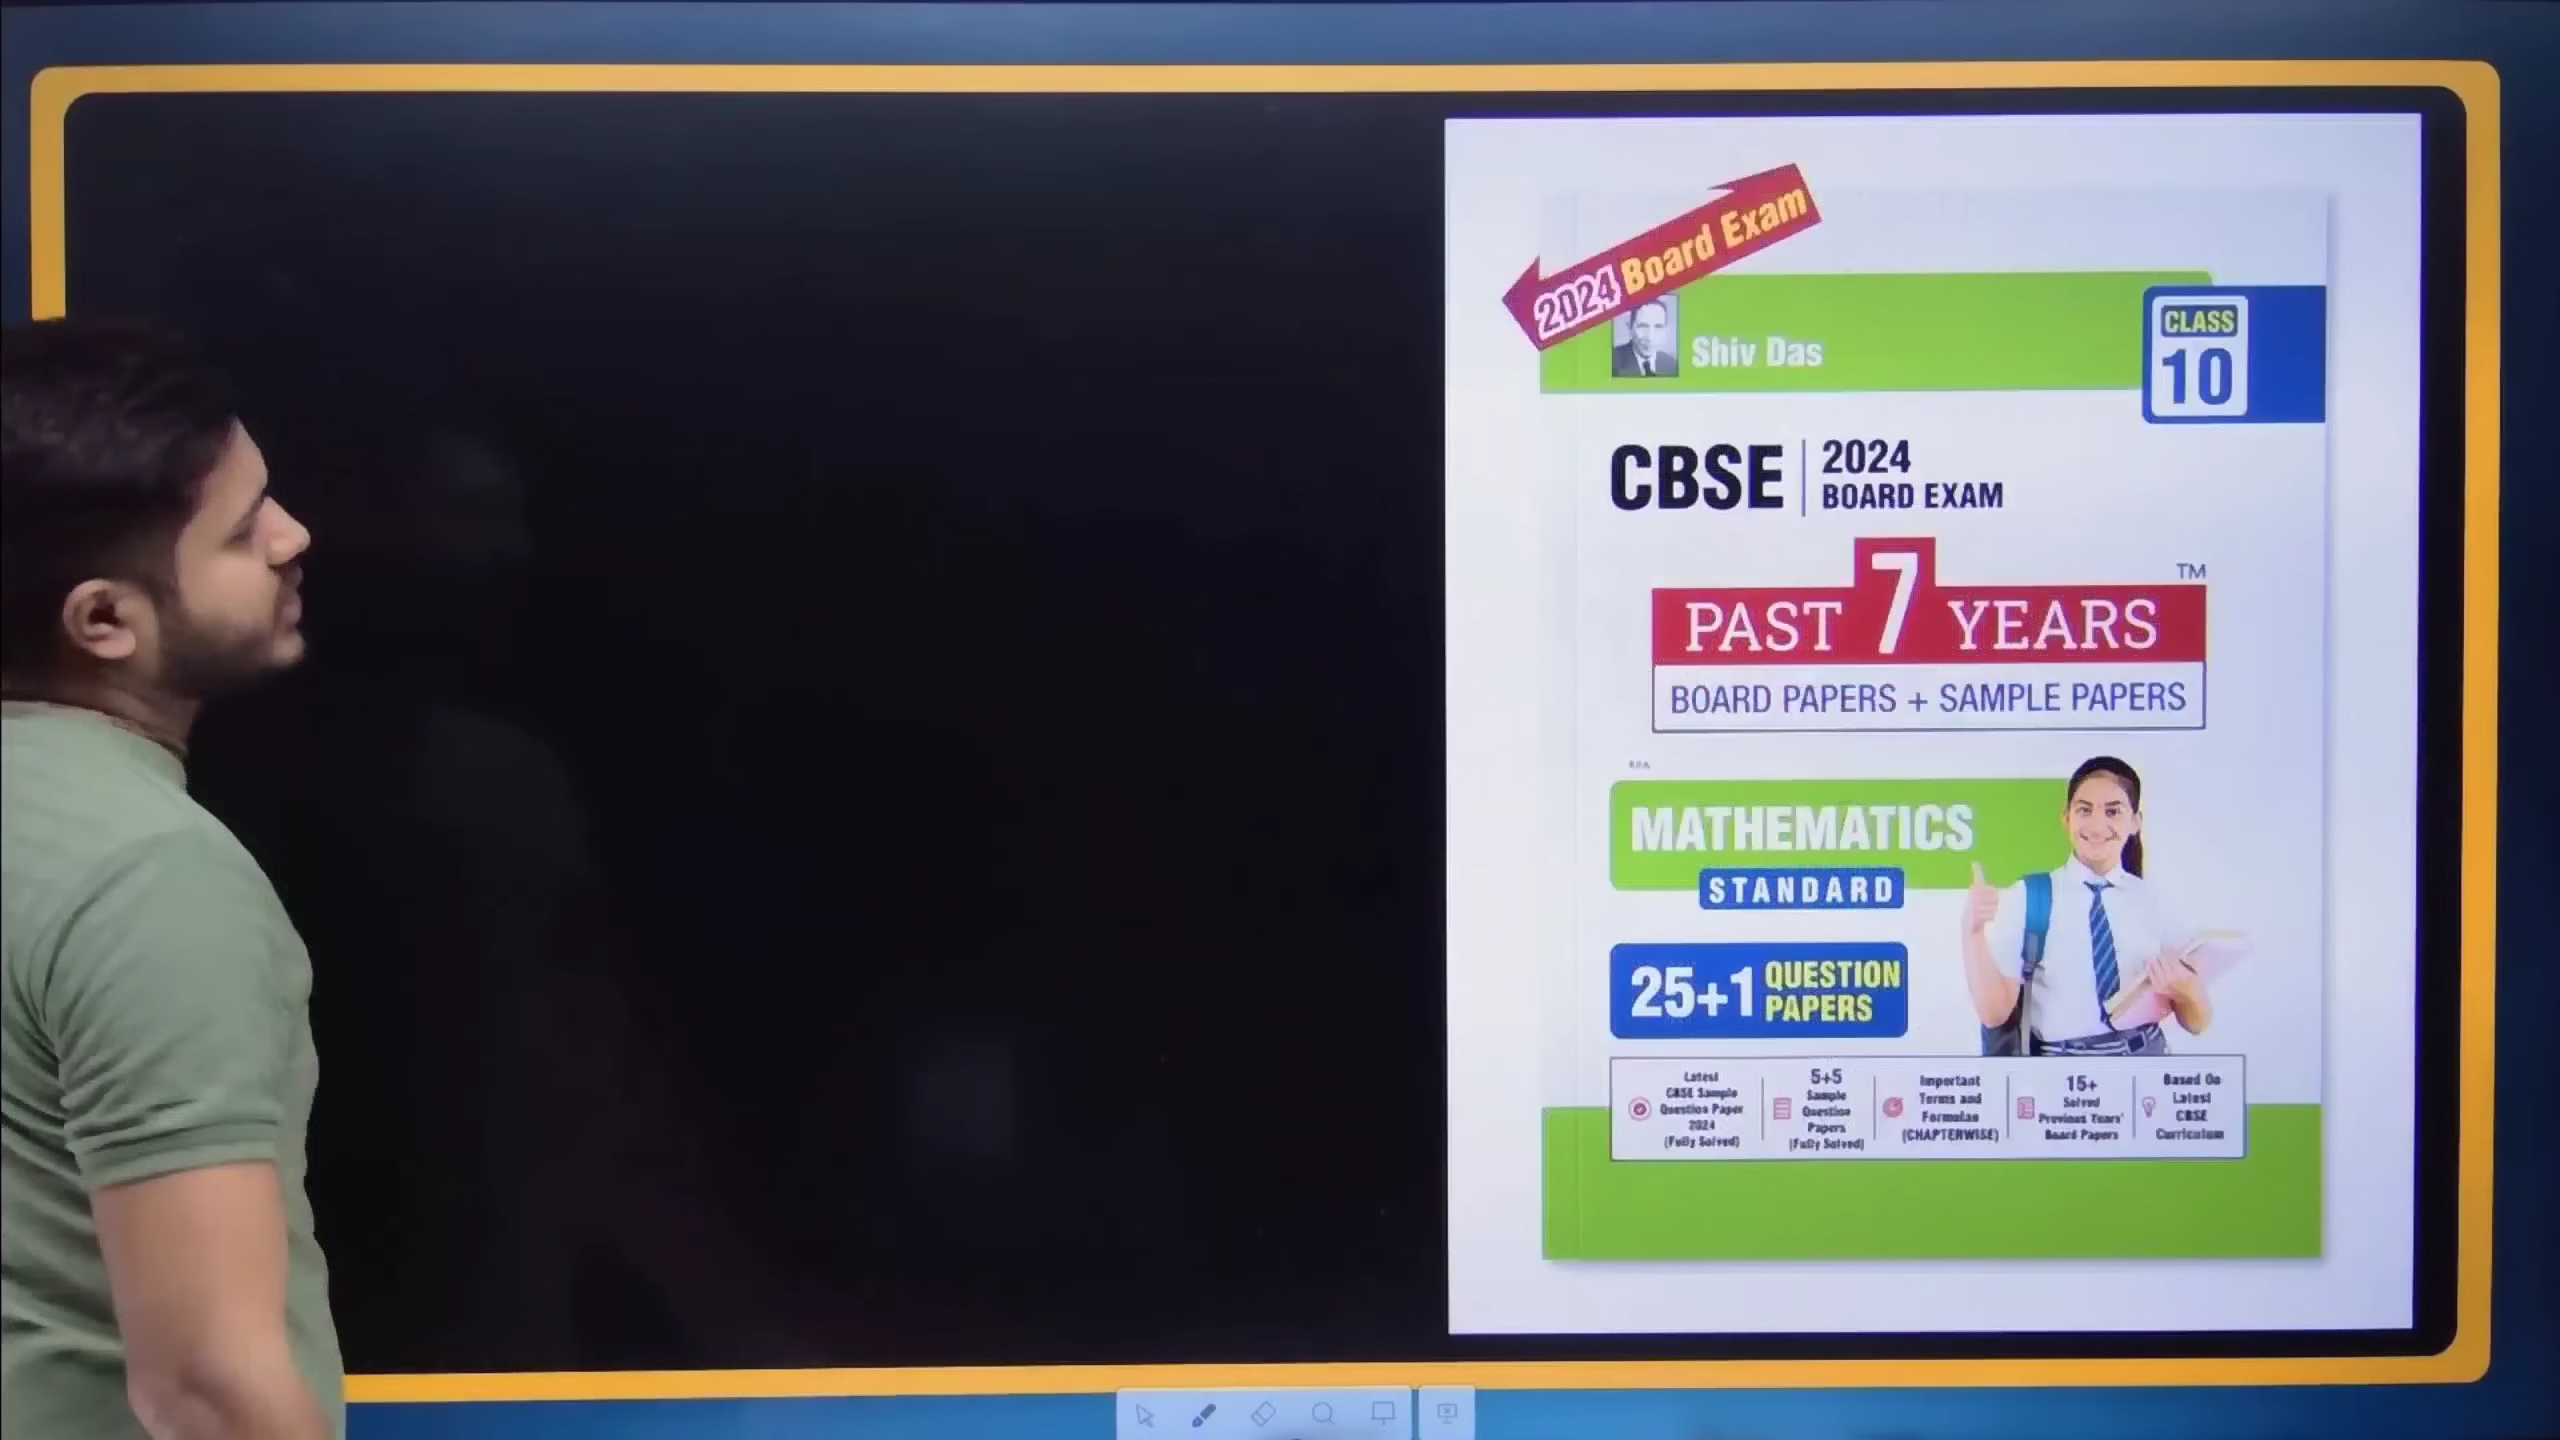 2024 Board Exam
Shiv Das
CLASS
10
CBSE
2024
BOARD EXAM
PAST 7 YEARS
TM
BOARD PAPERS + SAMPLE PAPERS
MATHEMATICS
STANDARD
25+1 QUESTION
PAPERS
Latest
CBSE Sample
Question Paper
2024
(Fully Solved)
5+5
Sample
Question
Papers
(Fully Solved)
Important
Terms and
Formulae
(CHAPTERWISE)
15+
Solved
Previous Years'
Board Papers
Based On
Latest
CBSE
Curriculum